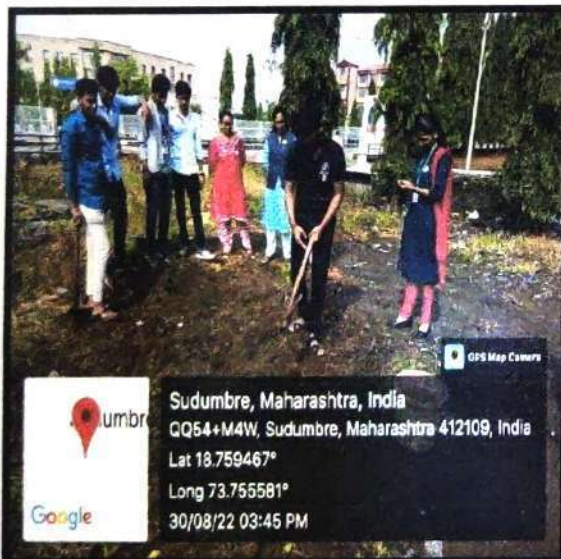 GPS Map Camera
umbre
Google
Sudumbre, Maharashtra, India
QQ54+M4W, Sudumbre, Maharashtra 412109, India
Lat 18.759467°
Long 73.755581°
30/08/22 03:45 PM